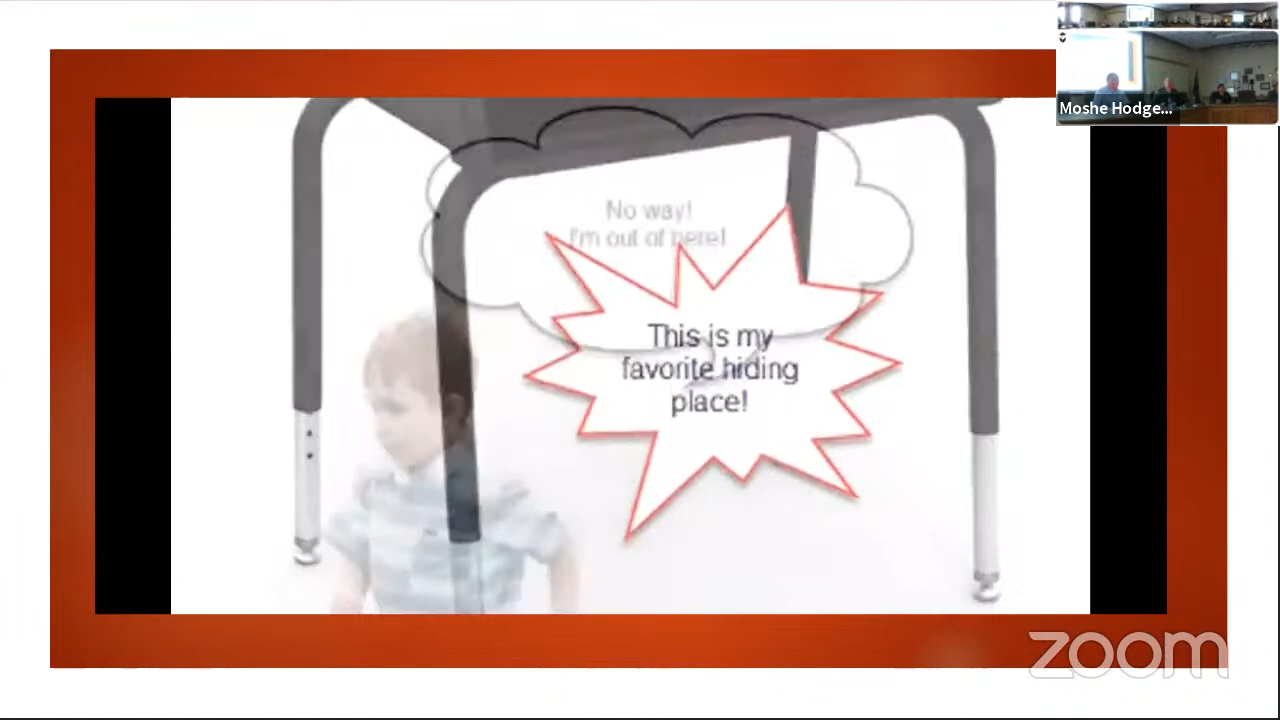 Moshe Hodge...
No way!
I'm out of here!
This is my
favorite hiding
place!
zoom